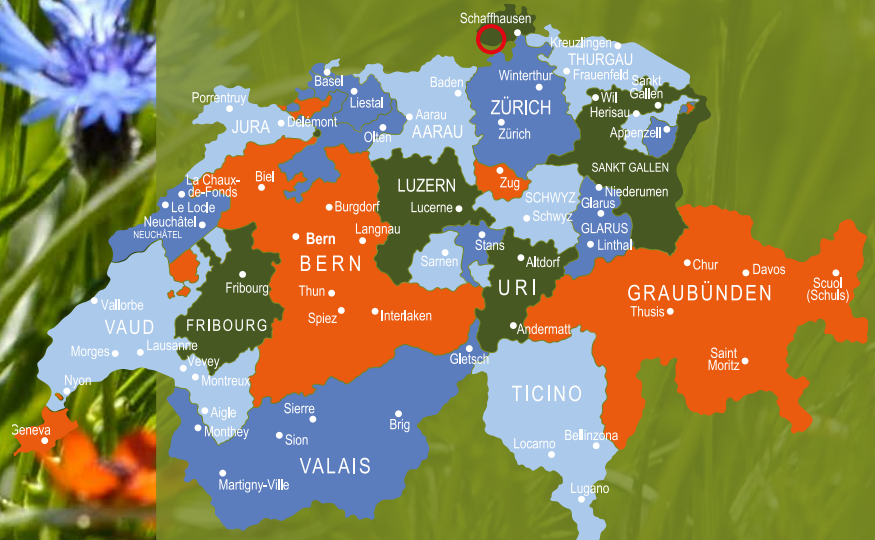 Schaffhausen
Kreuzlingen
THURGAU
Frauenfeld
Winterthur
Basel
Baden
Sankt
Gallen
Wil
Herisau
Liestal
ZÜRICH
Porrentruy
Aarau
AARAU
Zürich
Delémont
JURA
Olten
Appenzell
SANKT GALLEN
La Chaux-
de-Fonds
Biel
LUZERN
Zug
SCHWYZ
Niederurnen
Le Lodle
Burgdorf
Lucerne
Schwyz
Glarus
Neuchâtel
NEUCHÂTEL
Bern
Langnau
Stans
GLARUS
Linthal
BERN
Sarnen
Altdorf
Chur
Davos
Scuol
(Schuls)
Fribourg
URI
GRAUBÜNDEN
Thun
Vallorbe
VAUD
FRIBOURG
Spiez
Interlaken
Thusis
Andermatt
Morges
Lausanne
Vevey
Gletsch
Saint
Moritz
Nyon
Montreux
TICINO
Aigle
Sierre
Brig
Geneva
Monthey
Sion
Locarno
Bellinzona
VALAIS
Martigny-Ville
Lugano